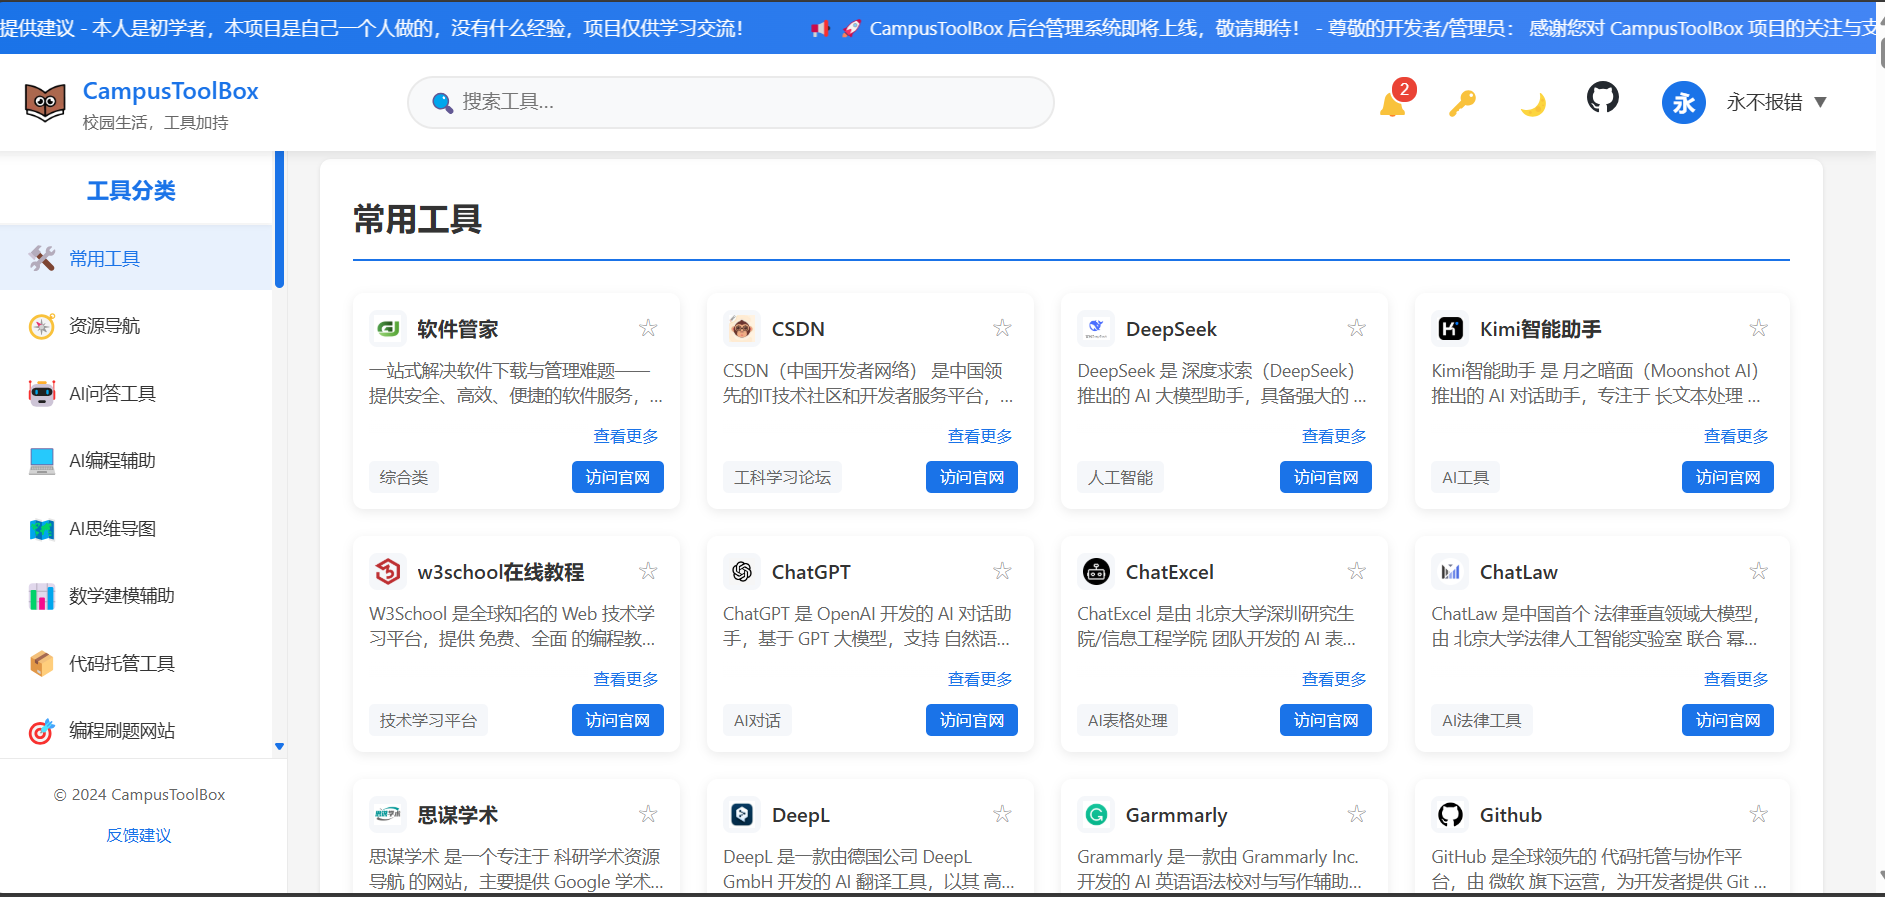 提供建议 - 本人是初学者，本项目是自己一个人做的，没有什么经验，项目仅供学习交流！
CampusToolBox 后台管理系统即将上线，敬请期待！ - 尊敬的开发者/管理员： 感谢您对 CampusToolBox 项目的关注与支
CampusToolBox
校园生活，工具加持
搜索工具...
2
永
永不报错 ▼
工具分类
常用工具
资源导航
AI问答工具
AI编程辅助
AI思维导图
数学建模辅助
代码托管工具
编程刷题网站
© 2024 CampusToolBox
反馈建议
常用工具
软件管家
一站式解决软件下载与管理难题——
提供安全、高效、便捷的软件服务，...
查看更多
综合类
访问官网
CSDN
CSDN（中国开发者网络） 是中国领
先的IT技术社区和开发者服务平台，...
查看更多
工科学习论坛
访问官网
DeepSeek
DeepSeek 是 深度求索（DeepSeek）
推出的 AI 大模型助手，具备强大的 ...
查看更多
人工智能
访问官网
Kimi智能助手
Kimi智能助手 是 月之暗面（Moonshot AI）
推出的 AI 对话助手，专注于 长文本处理 ...
查看更多
AI工具
访问官网
w3school在线教程
W3School 是全球知名的 Web 技术学
习平台，提供 免费、全面 的编程教...
查看更多
技术学习平台
访问官网
ChatGPT
ChatGPT 是 OpenAI 开发的 AI 对话助
手，基于 GPT 大模型，支持 自然语...
查看更多
AI对话
访问官网
ChatExcel
ChatExcel 是由 北京大学深圳研究生
院/信息工程学院 团队开发的 AI 表...
查看更多
AI表格处理
访问官网
ChatLaw
ChatLaw 是中国首个 法律垂直领域大模型，
由 北京大学法律人工智能实验室 联合 幂...
查看更多
AI法律工具
访问官网
思谋学术
思谋学术 是一个专注于 科研学术资源
导航 的网站，主要提供 Google 学术...
DeepL
DeepL 是一款由德国公司 DeepL
GmbH 开发的 AI 翻译工具，以其 高...
Garmmarly
Grammarly 是一款由 Grammarly Inc.
开发的 AI 英语语法校对与写作辅助...
Github
GitHub 是全球领先的 代码托管与协作平
台，由 微软 旗下运营，为开发者提供 Git ...